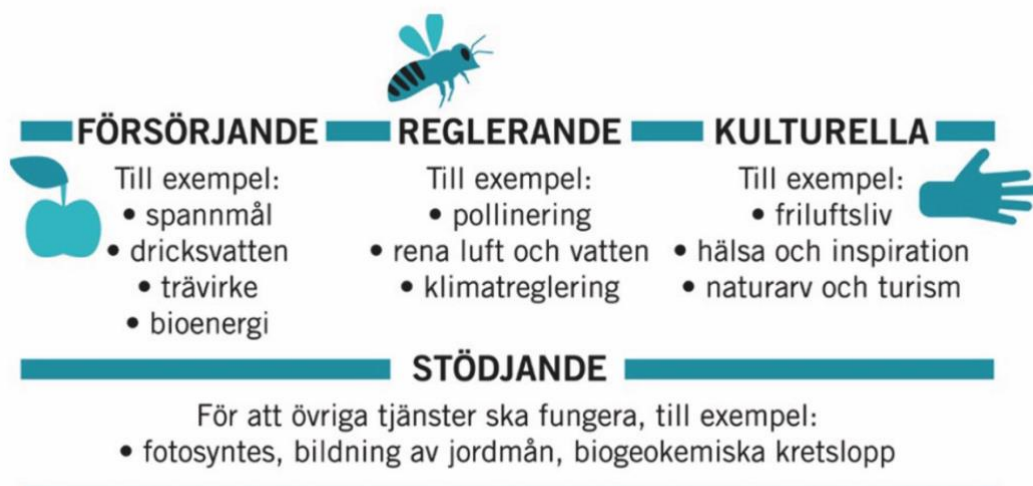 FÖRSÖRJANDE
Till exempel:
• spannmål
• dricksvatten
• trävirke
• bioenergi
REGLERANDE
Till exempel:
• pollinering
• rena luft och vatten
• klimatreglering
KULTURELLA
Till exempel:
• friluftsliv
• hälsa och inspiration
• naturarv och turism
STÖDJANDE
För att övriga tjänster ska fungera, till exempel:
• fotosyntes, bildning av jordmån, biogeokemiska kretslopp